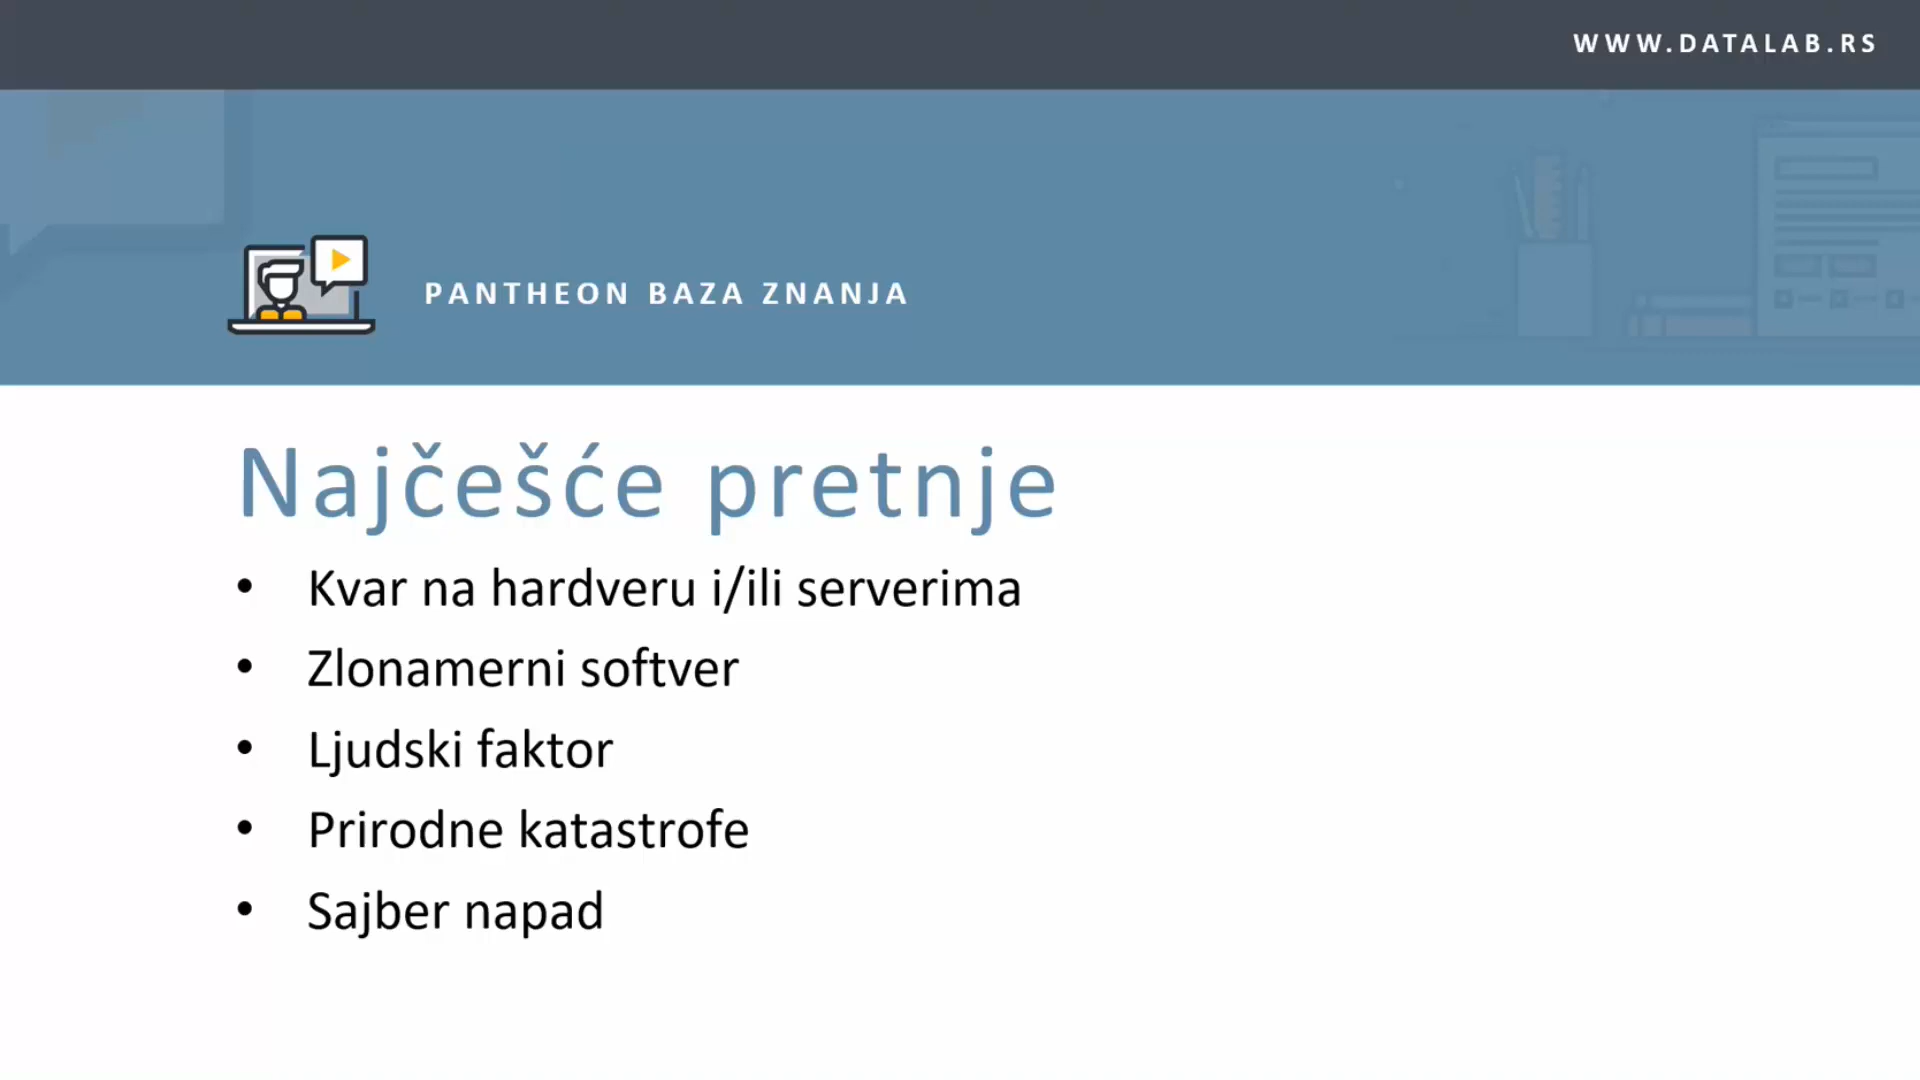 WWW.DATALAB.RS
PANTHEON BAZA ZNANJA
Najčešće pretnje
• Kvar na hardveru i/ili serverima
• Zlonamerni softver
• Ljudski faktor
• Prirodne katastrofe
• Sajber napad